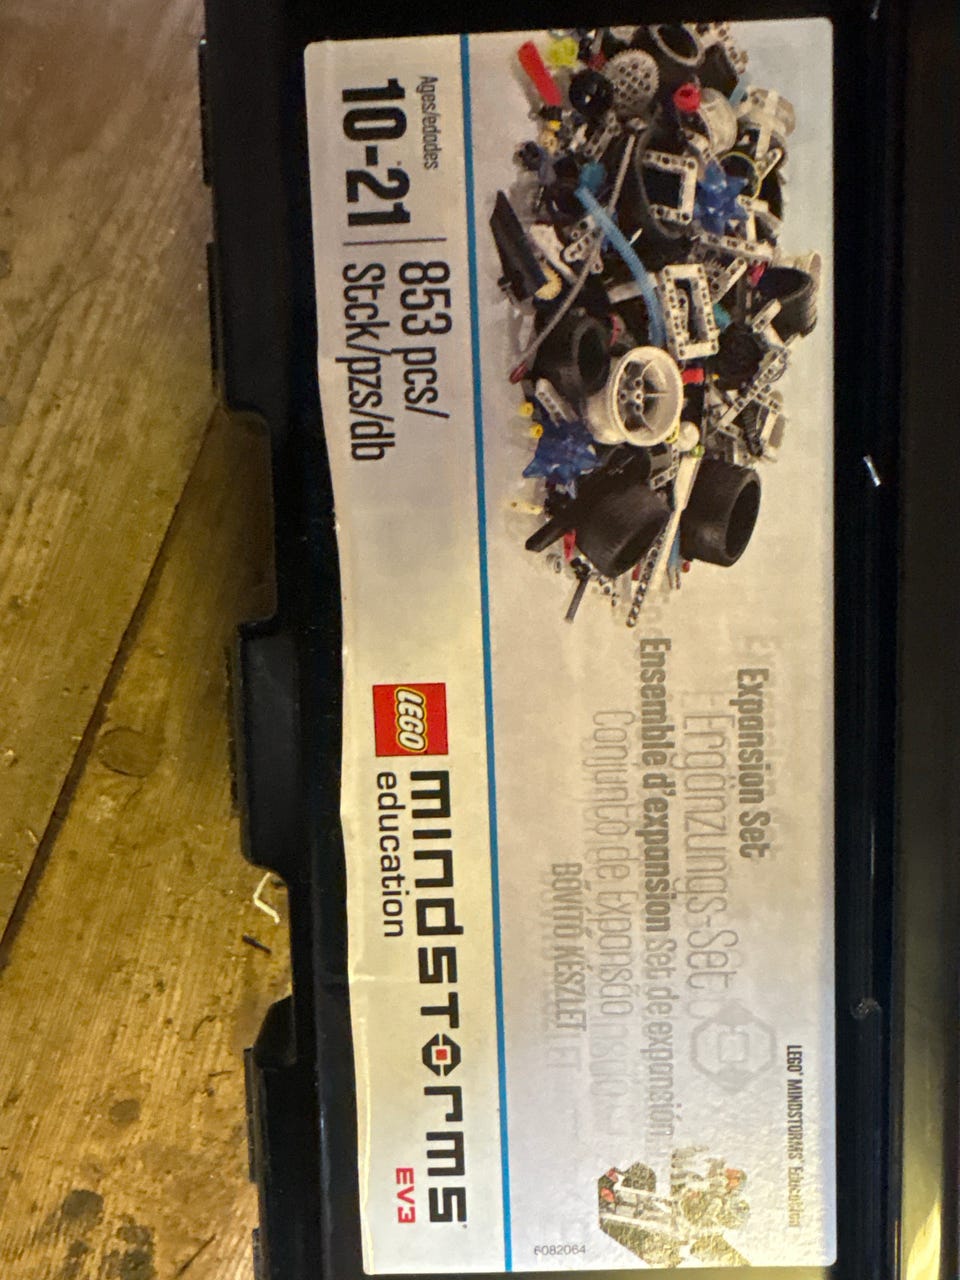 LEGO® MINDSTORMS® Education
Expansion Set
Ergänzungs-Set
Ensemble d'expansion Set de expansión
Conjunto de Expansão
BŐVÍTŐ KÉSZLET
6082064
Ages/edades
10-21
853 pcs/
Stck/pzs/db
LEGO
mindstorms
education
EV3